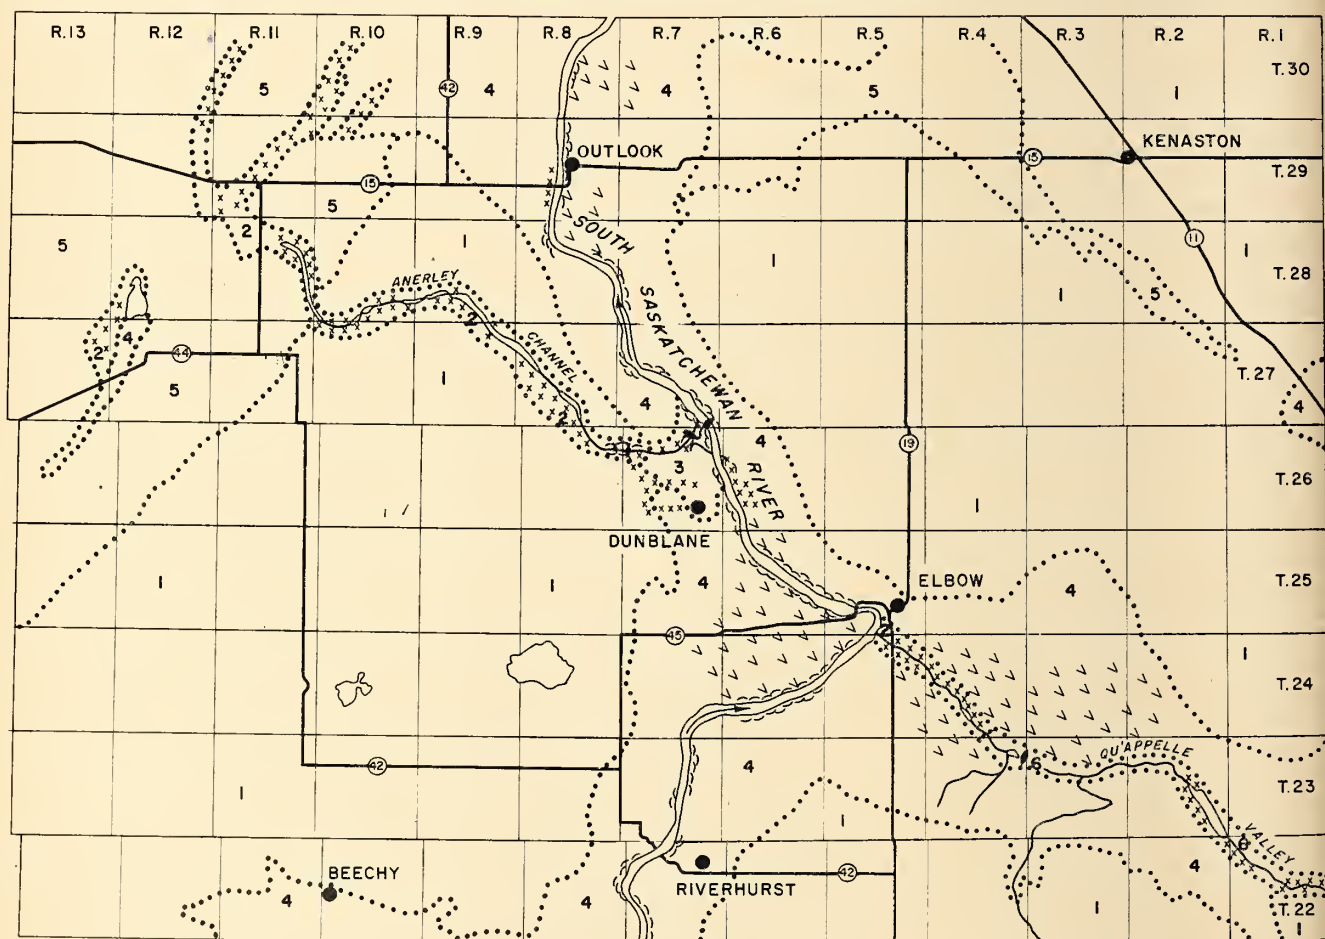 R.13 R.12 R.11 R.10 R.9 R.8 R.7 R.6 R.5 R.4 R.3 R.2 R.1
T.30
5 42 4 4 5 1
OUTLOOK
KENASTON
15 15
T.29
5
2
5 1 1 11 1
SOUTH
T.28
ANERLEY
1 5
SASKATCHEWAN
2 4 2
CHANNEL
44
T.27
5 1 4 4
2
4
19
3
RIVER
T.26
1
DUNBLANE
T.25
1 1 4
ELBOW
4
45
1
T.24
QU'APPELLE
42 4 6
T.23
1 1
VALLEY
6
BEECHY
RIVERHURST
42
4
4 4
1
T.22
1